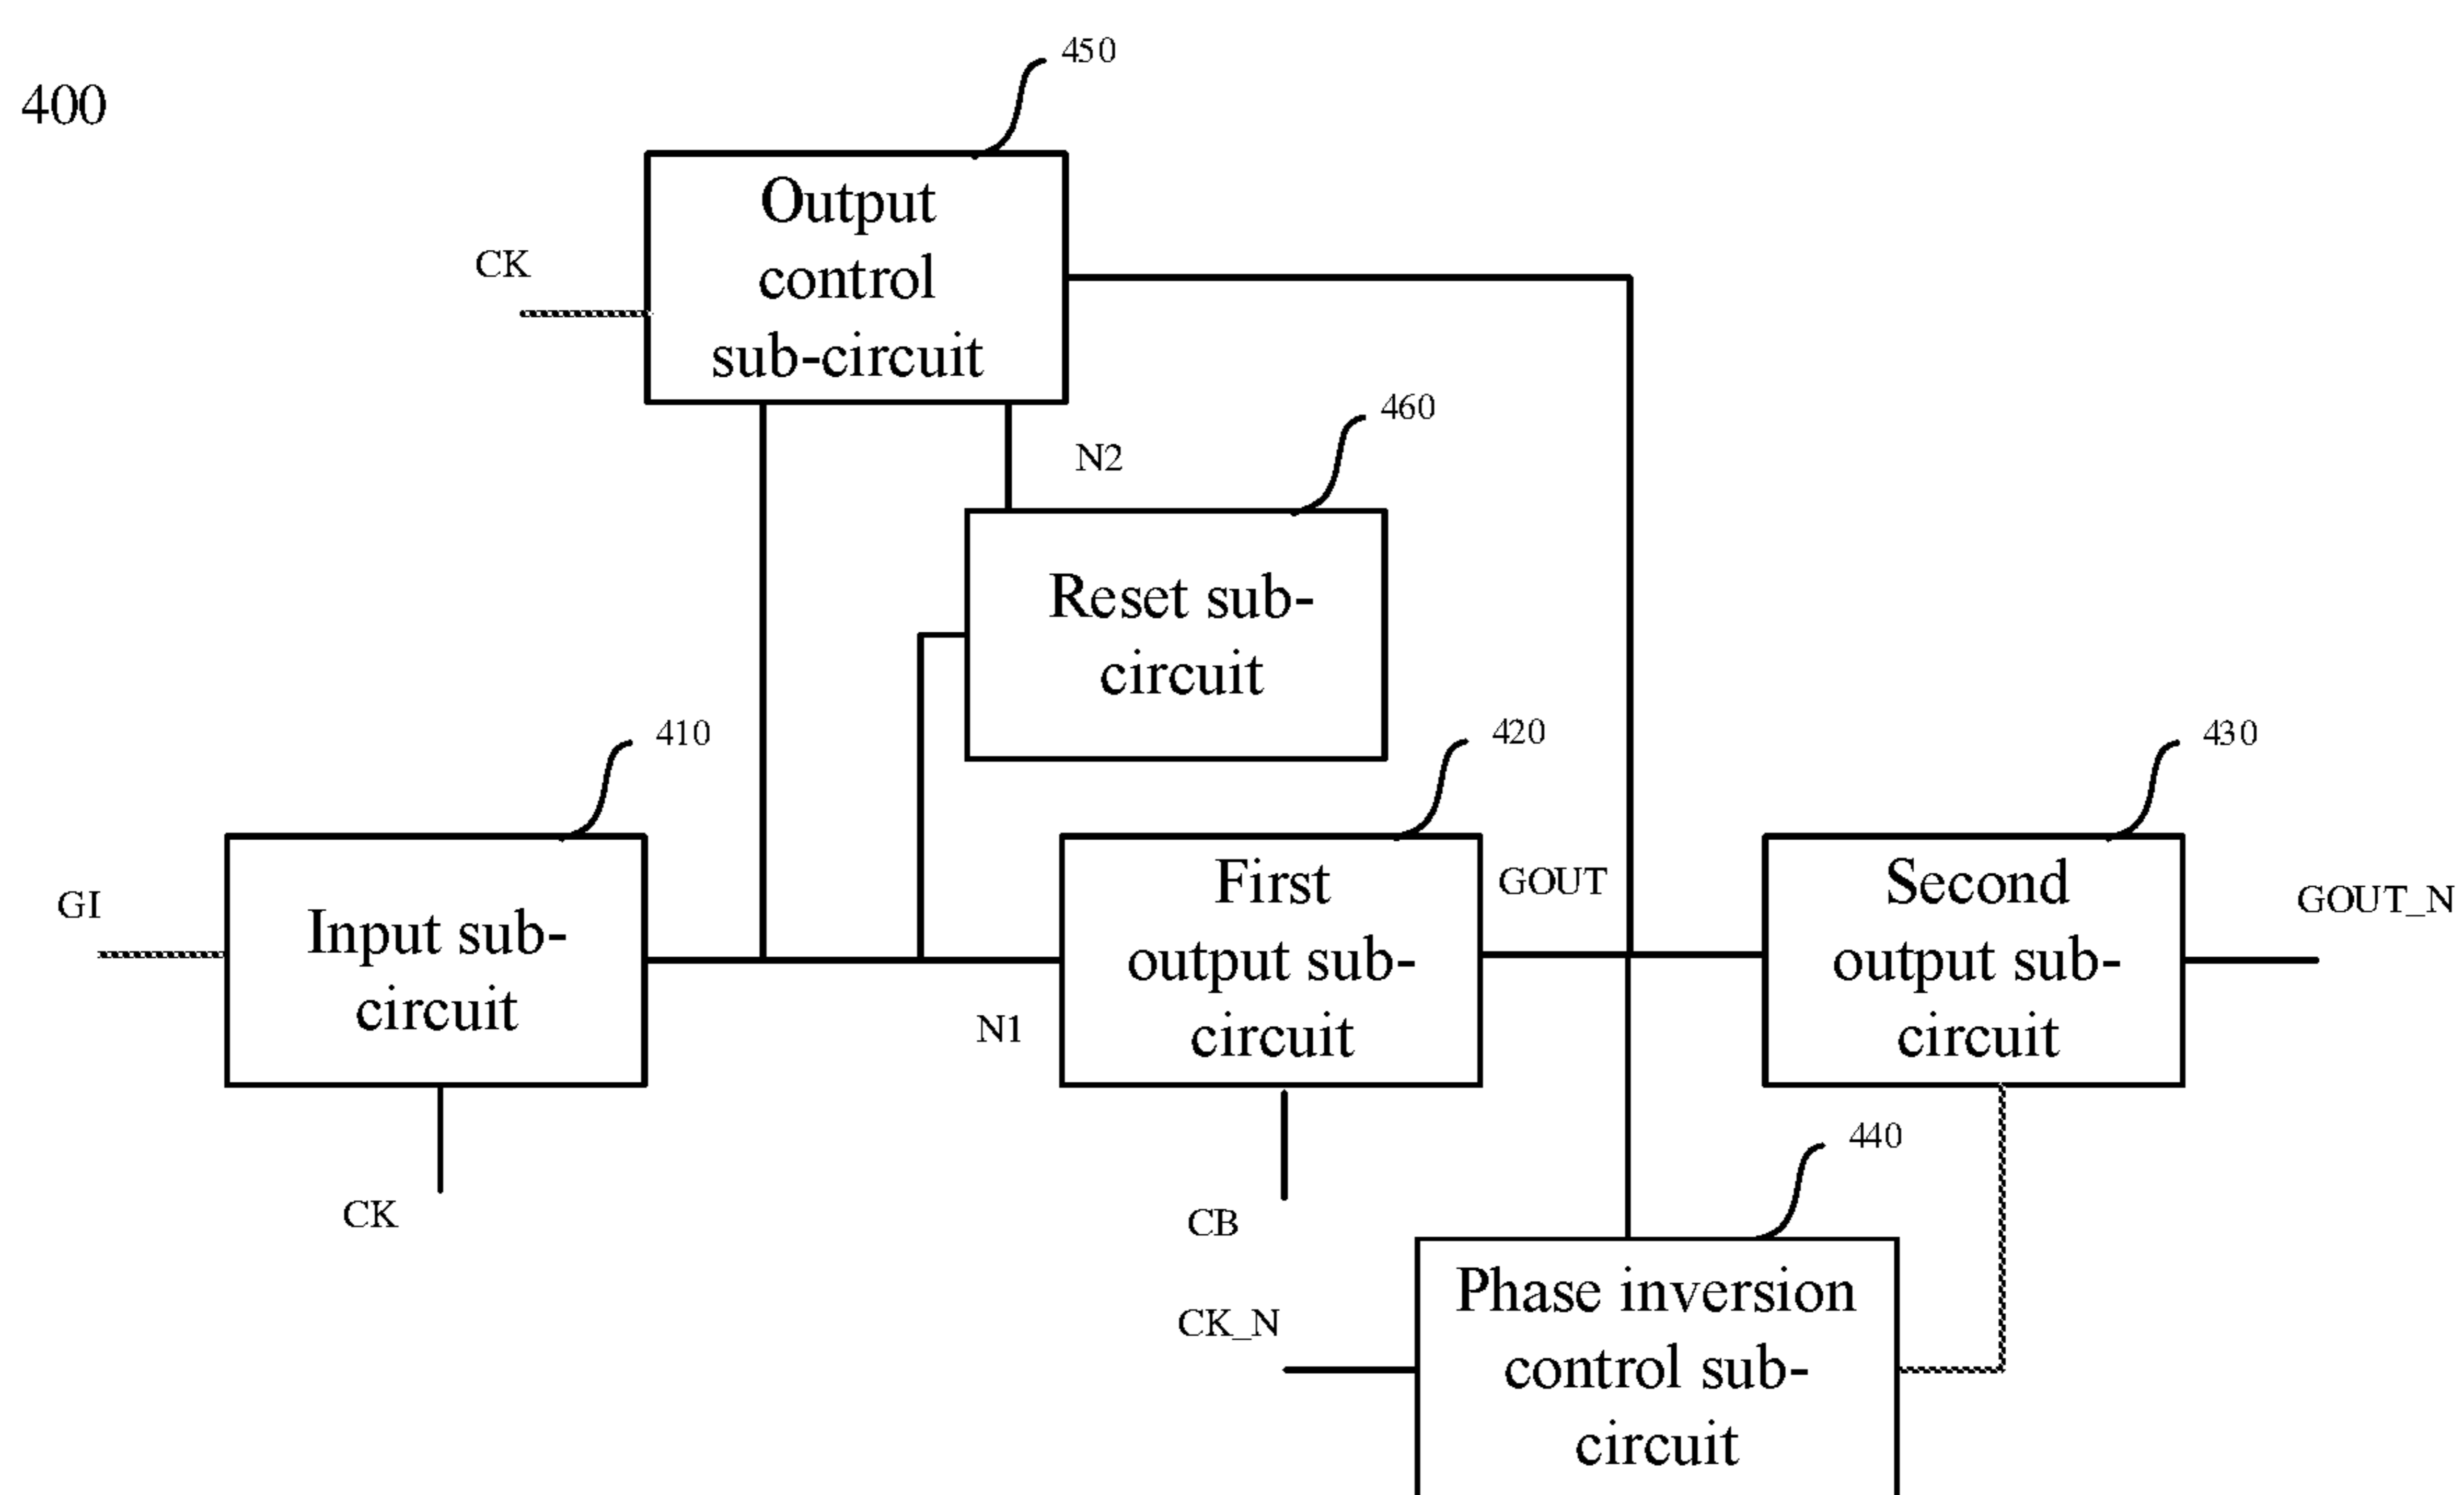 450
400
Output
control
sub-circuit
CK
460
N2
Reset sub-
circuit
410
420
430
GI
Input sub-
circuit
First
output sub-
circuit
GOUT
Second
output sub-
circuit
GOUT_N
N1
CK
CB
440
CK_N
Phase inversion
control sub-
circuit